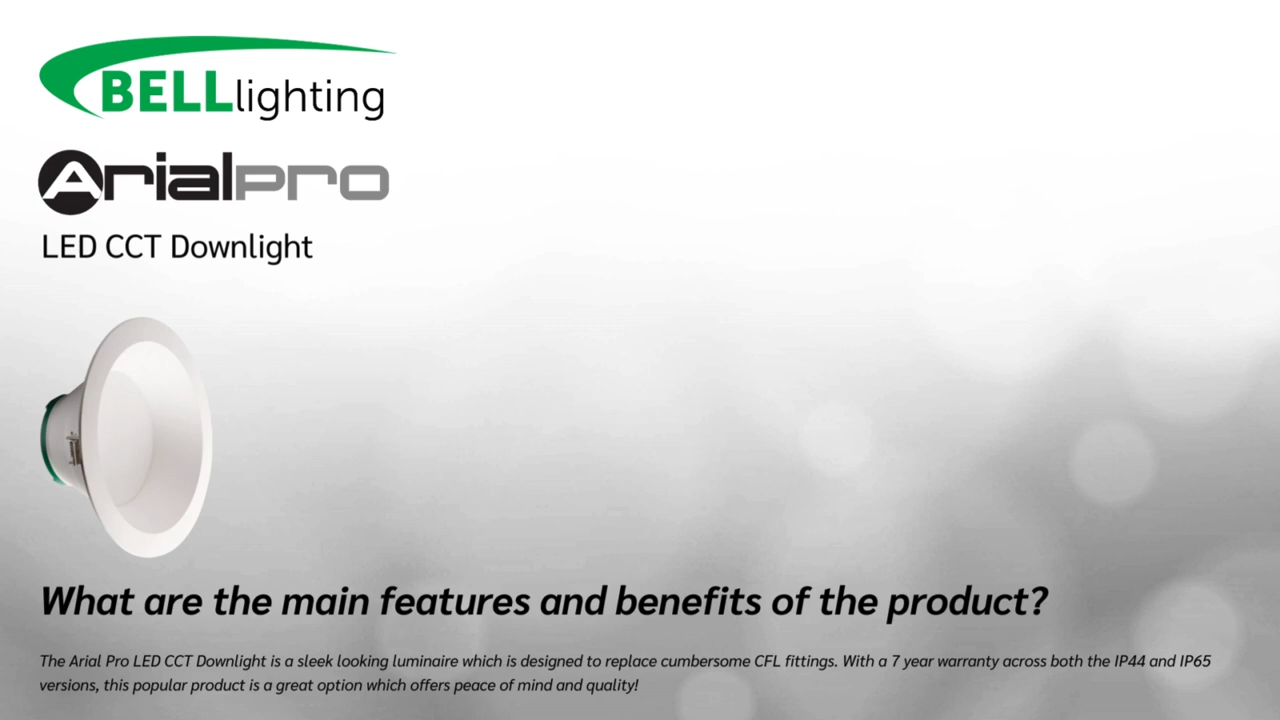 BELLlighting
Arialpro
LED CCT Downlight
What are the main features and benefits of the product?
The Arial Pro LED CCT Downlight is a sleek looking luminaire which is designed to replace cumbersome CFL fittings. With a 7 year warranty across both the IP44 and IP65
versions, this popular product is a great option which offers peace of mind and quality!